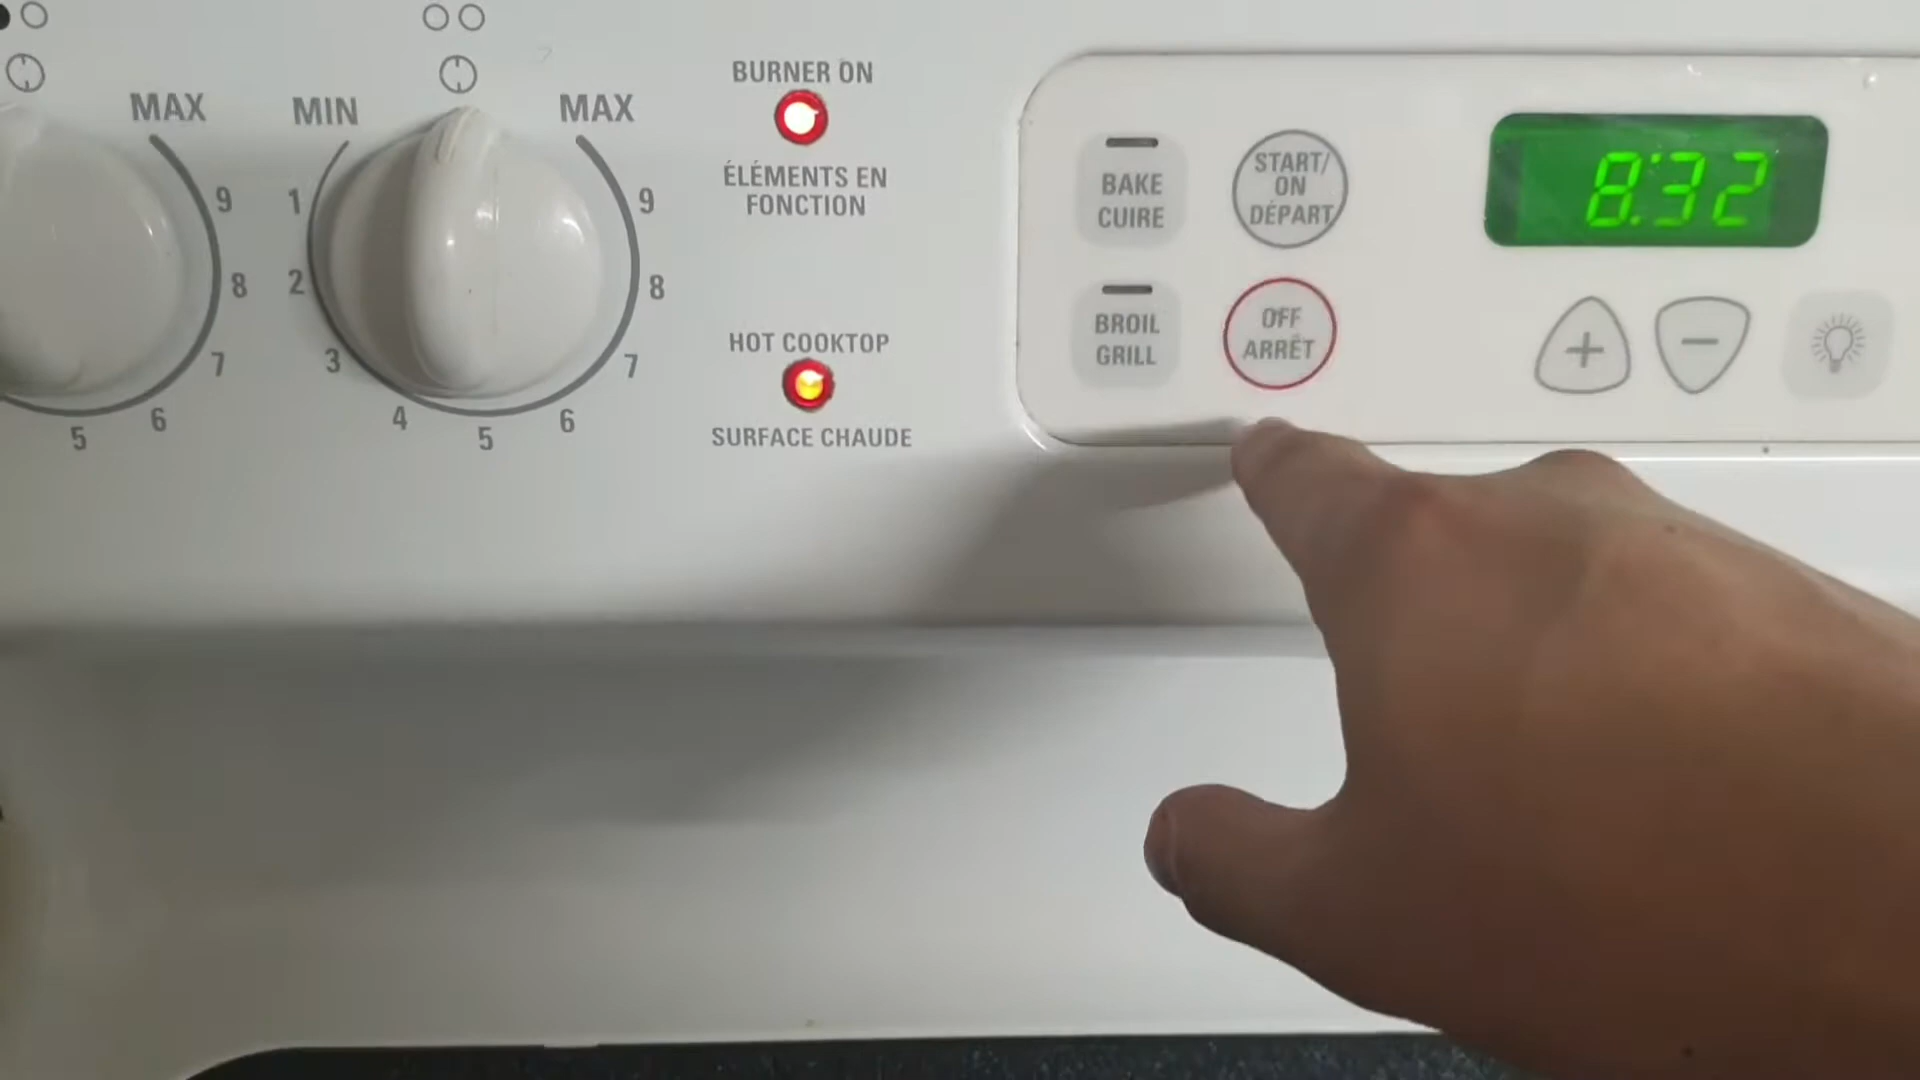 MAX
9
8
7
6
5
MIN
MAX
1
2
3
4
5
6
7
8
9
BURNER ON
ÉLÉMENTS EN
FONCTION
HOT COOKTOP
SURFACE CHAUDE
BAKE
CUIRE
START/
ON
DÉPART
BROIL
GRILL
OFF
ARRÊT
8:32
+
−